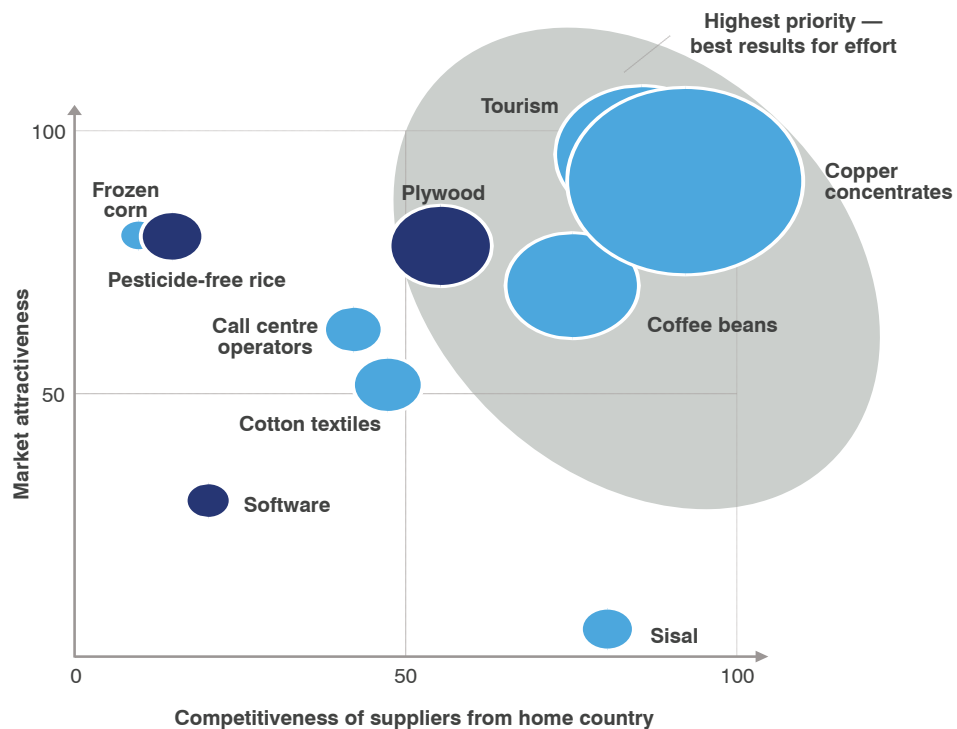 Highest priority —
best results for effort
Tourism
100
Copper
concentrates
Frozen
corn
Plywood
Pesticide-free rice
Call centre
operators
Coffee beans
50
Cotton textiles
Market attractiveness
Software
Sisal
0
50
100
Competitiveness of suppliers from home country